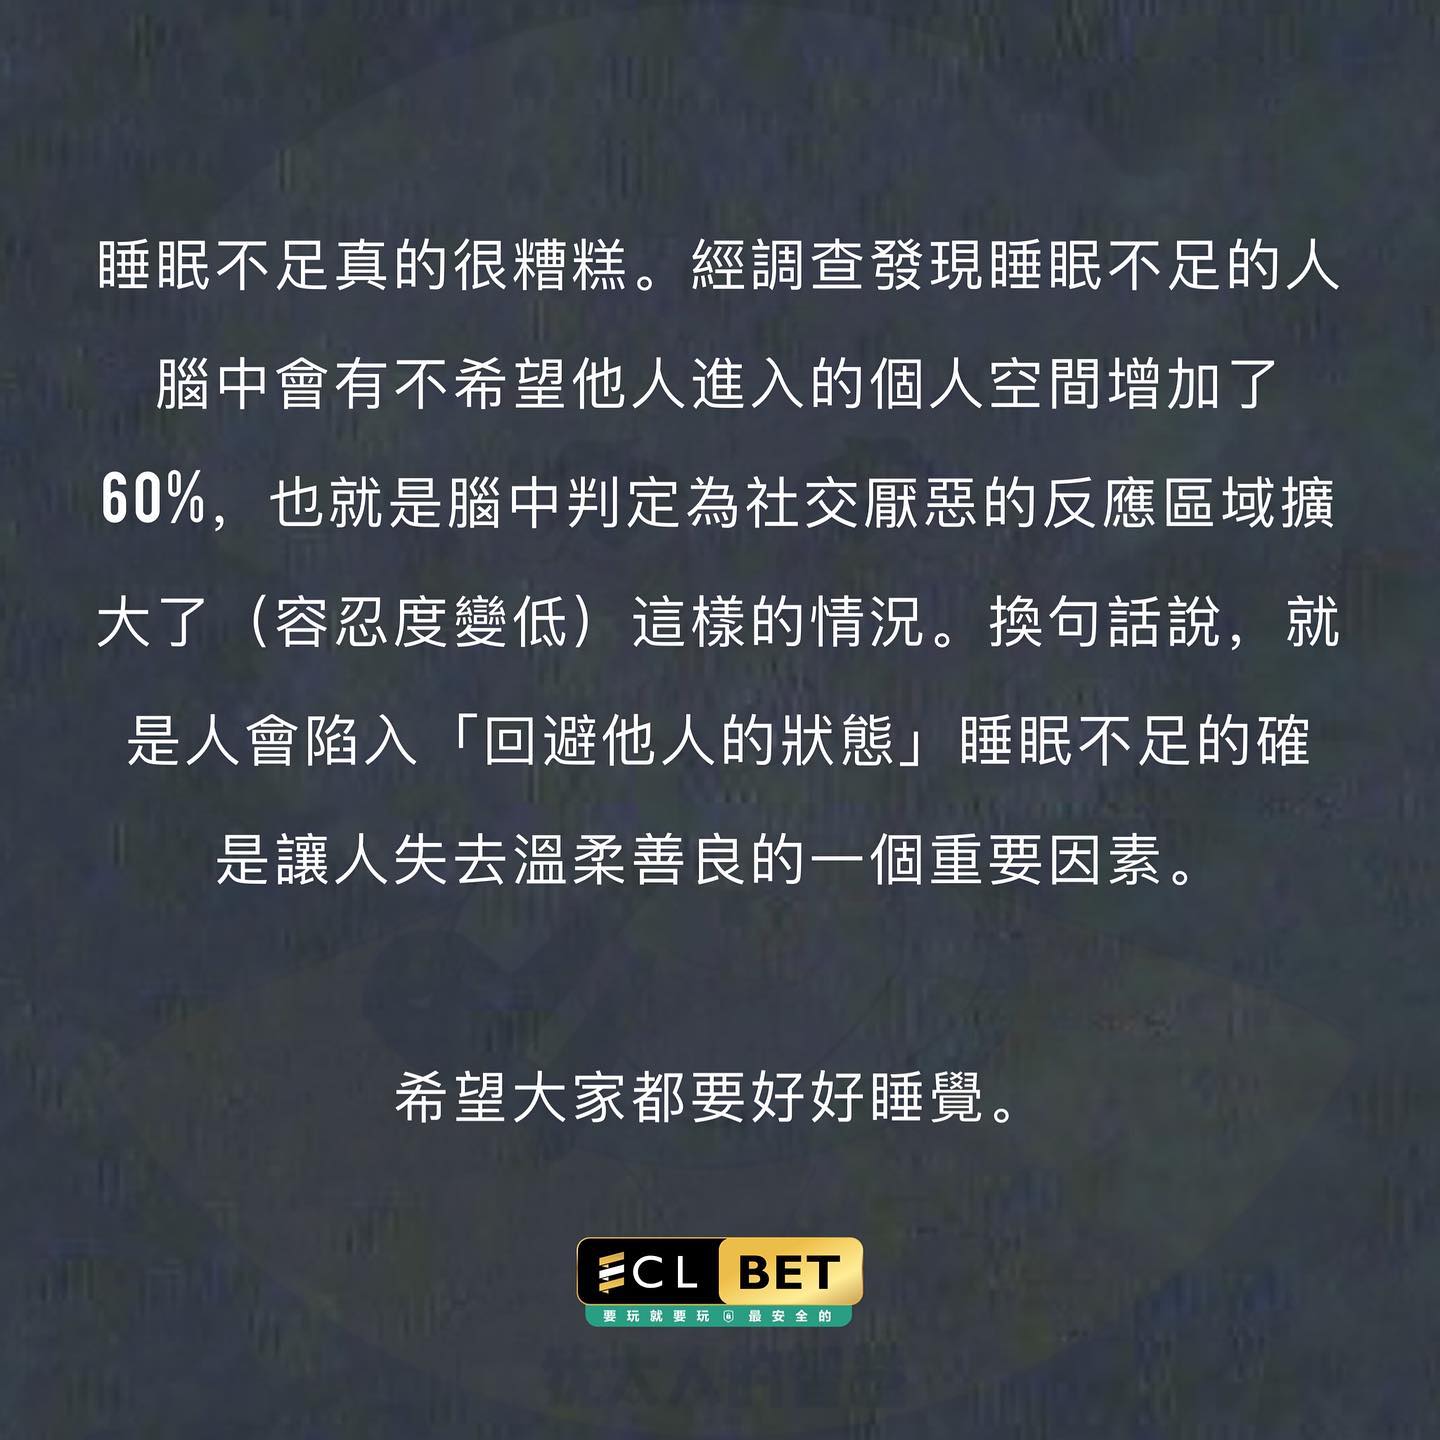 睡眠不足真的很糟糕。經調查發現睡眠不足的人
腦中會有不希望他人進入的個人空間增加了
60%，也就是腦中判定為社交厭惡的反應區域擴
大了（容忍度變低）這樣的情況。換句話說，就
是人會陷入「回避他人的狀態」睡眠不足的確
是讓人失去溫柔善良的一個重要因素。
希望大家都要好好睡覺。
ECL BET
要玩就要玩最安全的